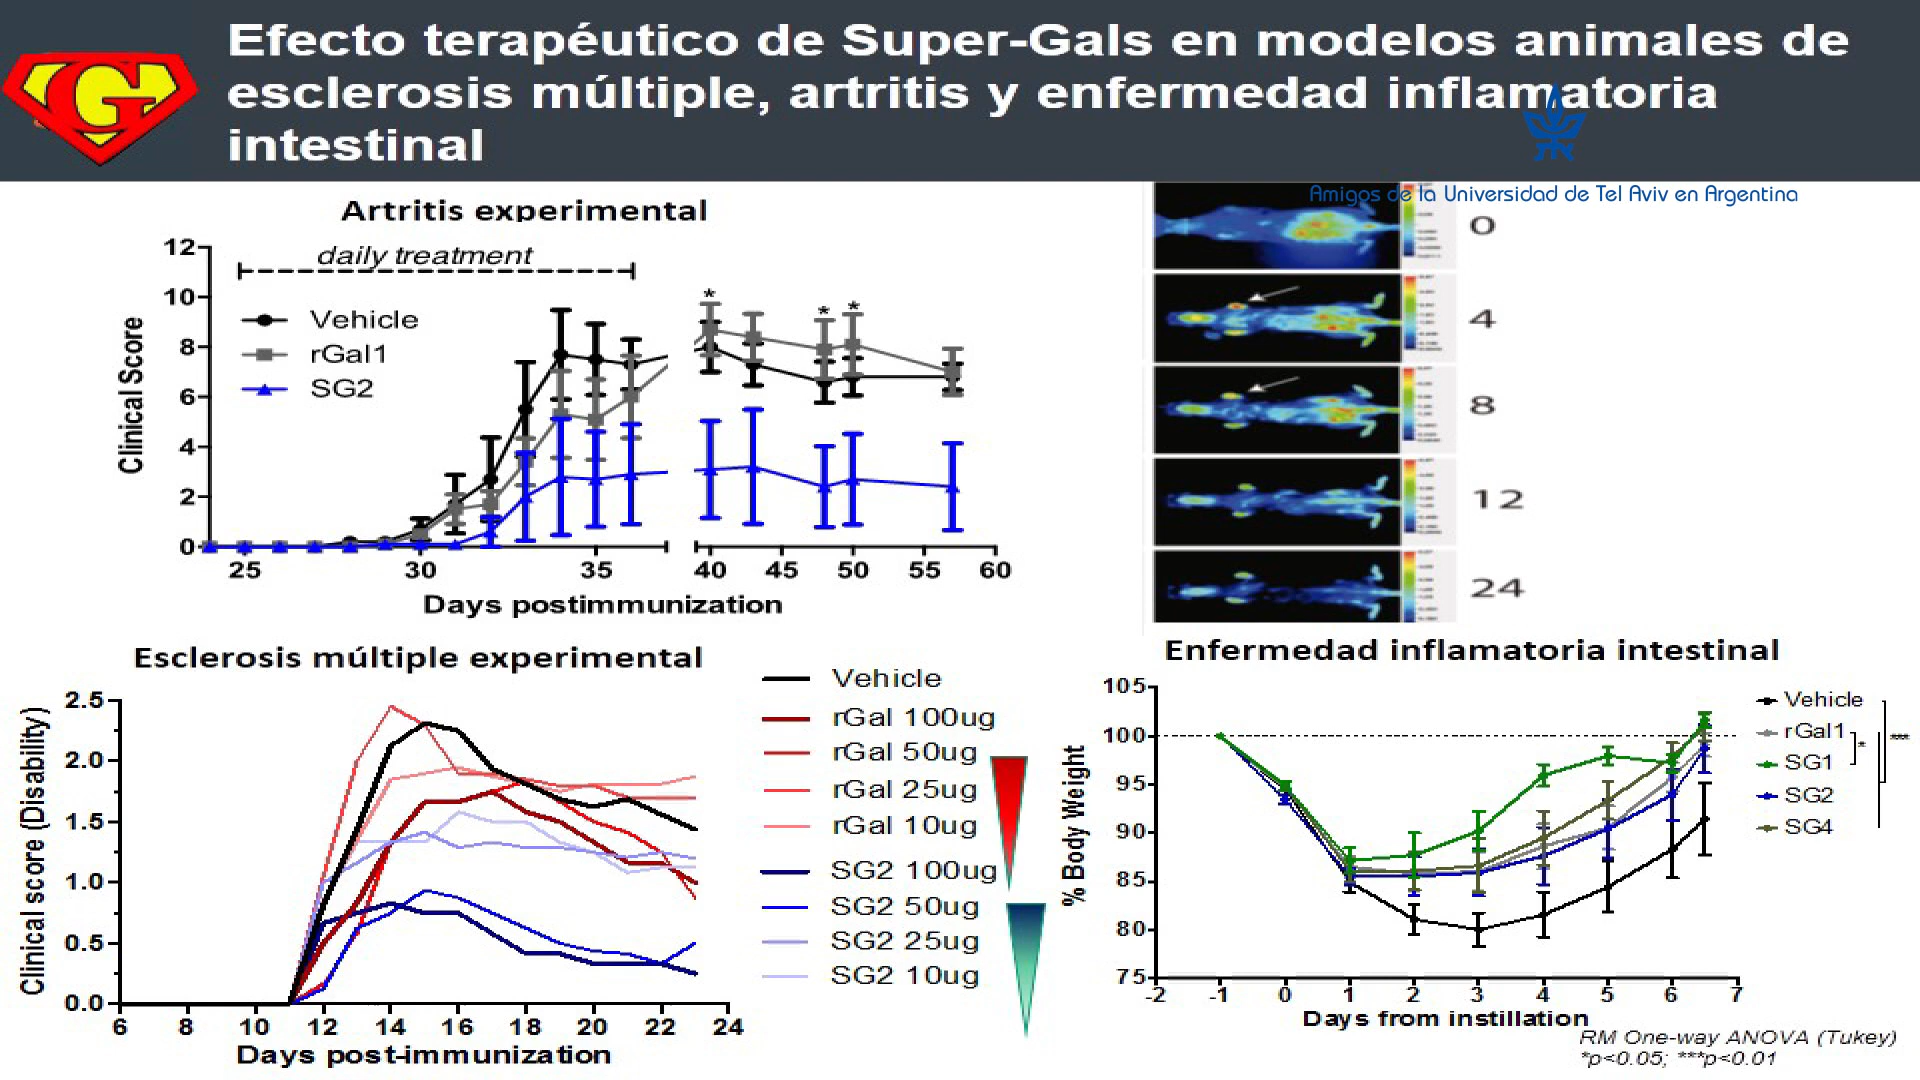 Efecto terapéutico de Super-Gals en modelos animales de
esclerosis múltiple, artritis y enfermedad inflamatoria
intestinal
G
Amigos de la Universidad de Tel Aviv en Argentina
Artritis experimental
daily treatment
Vehicle
rGal1
SG2
Clinical Score
12
10
8
6
4
2
0
* * *
25 30 35 40 45 50 55 60
Days postimmunization
0
4
8
12
24
Esclerosis múltiple experimental
Clinical score (Disability)
2.5
2.0
1.5
1.0
0.5
0.0
6 8 10 12 14 16 18 20 22 24
Days post-immunization
Vehicle
rGal 100ug
rGal 50ug
rGal 25ug
rGal 10ug
SG2 100ug
SG2 50ug
SG2 25ug
SG2 10ug
Enfermedad inflamatoria intestinal
% Body Weight
105
100
95
90
85
80
75
-2 -1 0 1 2 3 4 5 6 7
Days from instillation
Vehicle
rGal1
SG1
SG2
SG4
*
***
RM One-way ANOVA (Tukey)
*p<0.05; ***p<0.01